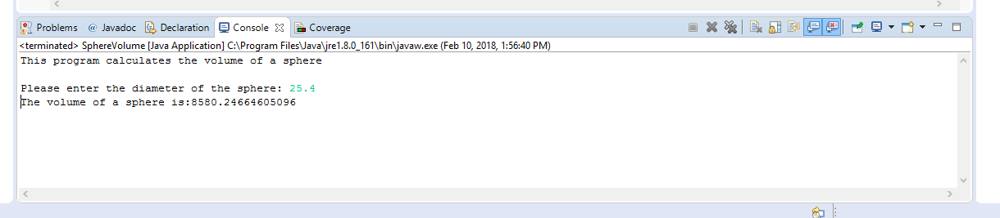 Problems @ Javadoc Declaration Console Coverage
<terminated> SphereVolume [Java Application] C:\Program Files\Java\jre1.8.0_161\bin\javaw.exe (Feb 10, 2018, 1:56:40 PM)
This program calculates the volume of a sphere
Please enter the diameter of the sphere: 25.4
The volume of a sphere is:8580.24664605096